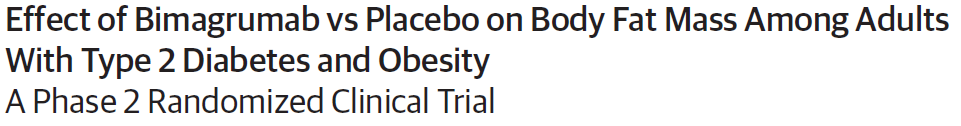 Effect of Bimagrumab vs Placebo on Body Fat Mass Among Adults
With Type 2 Diabetes and Obesity
A Phase 2 Randomized Clinical Trial